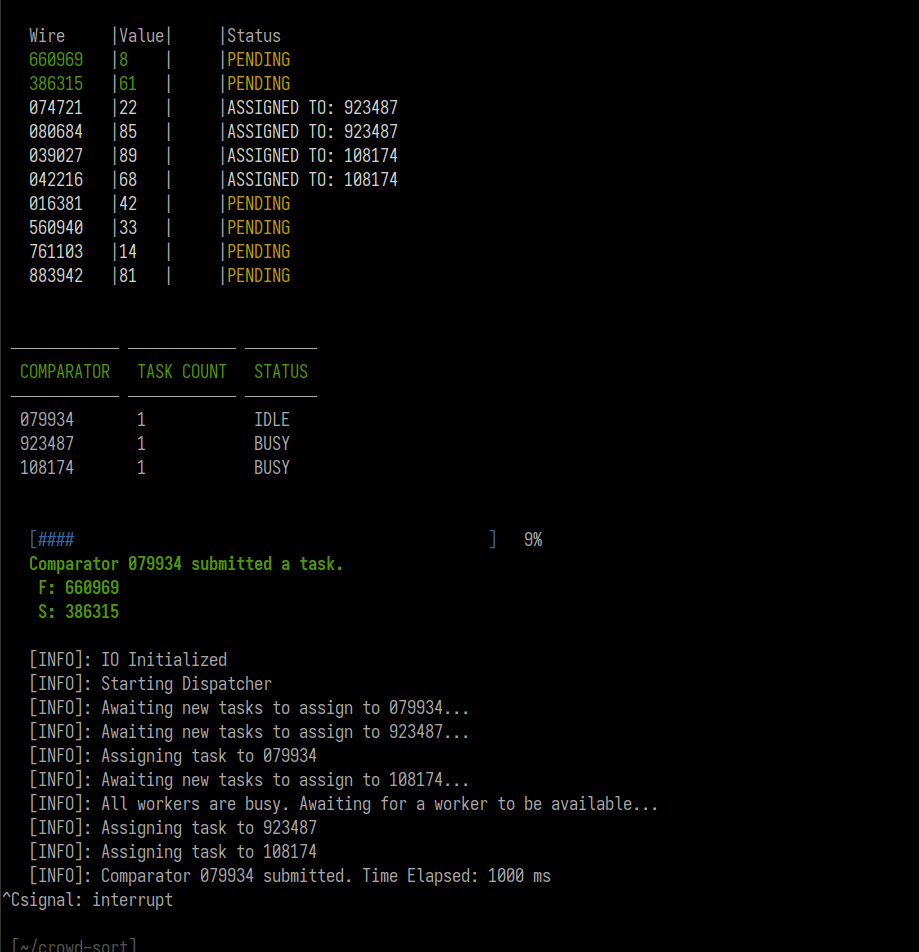 Wire |Value| |Status
660969 |8 | |PENDING
386315 |61 | |PENDING
074721 |22 | |ASSIGNED TO: 923487
080684 |85 | |ASSIGNED TO: 923487
039027 |89 | |ASSIGNED TO: 108174
042216 |68 | |ASSIGNED TO: 108174
016381 |42 | |PENDING
560940 |33 | |PENDING
761103 |14 | |PENDING
883942 |81 | |PENDING
COMPARATOR TASK COUNT STATUS
079934 1 IDLE
923487 1 BUSY
108174 1 BUSY
[#### ] 9%
Comparator 079934 submitted a task.
F: 660969
S: 386315
[INFO]: IO Initialized
[INFO]: Starting Dispatcher
[INFO]: Awaiting new tasks to assign to 079934...
[INFO]: Awaiting new tasks to assign to 923487...
[INFO]: Assigning task to 079934
[INFO]: Awaiting new tasks to assign to 108174...
[INFO]: All workers are busy. Awaiting for a worker to be available...
[INFO]: Assigning task to 923487
[INFO]: Assigning task to 108174
[INFO]: Comparator 079934 submitted. Time Elapsed: 1000 ms
^Csignal: interrupt
[~/crowd-sort]